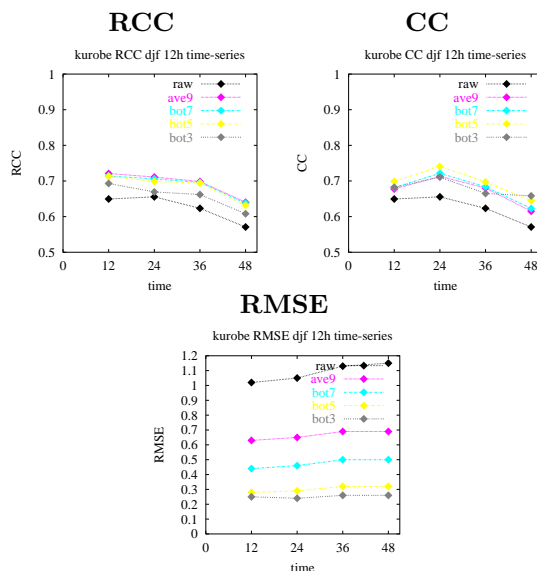 RCC
CC
kurobe RCC djf 12h time-series
kurobe CC djf 12h time-series
1
0.9
0.8
0.7
0.6
0.5
RCC
raw
ave9
bot7
bot5
bot3
0 12 24 36 48
time
1
0.9
0.8
0.7
0.6
0.5
CC
raw
ave9
bot7
bot5
bot3
0 12 24 36 48
time
RMSE
kurobe RMSE djf 12h time-series
1.2
1.1
1
0.9
0.8
0.7
0.6
0.5
0.4
0.3
0.2
0.1
0
RMSE
raw
ave9
bot7
bot5
bot3
0 12 24 36 48
time